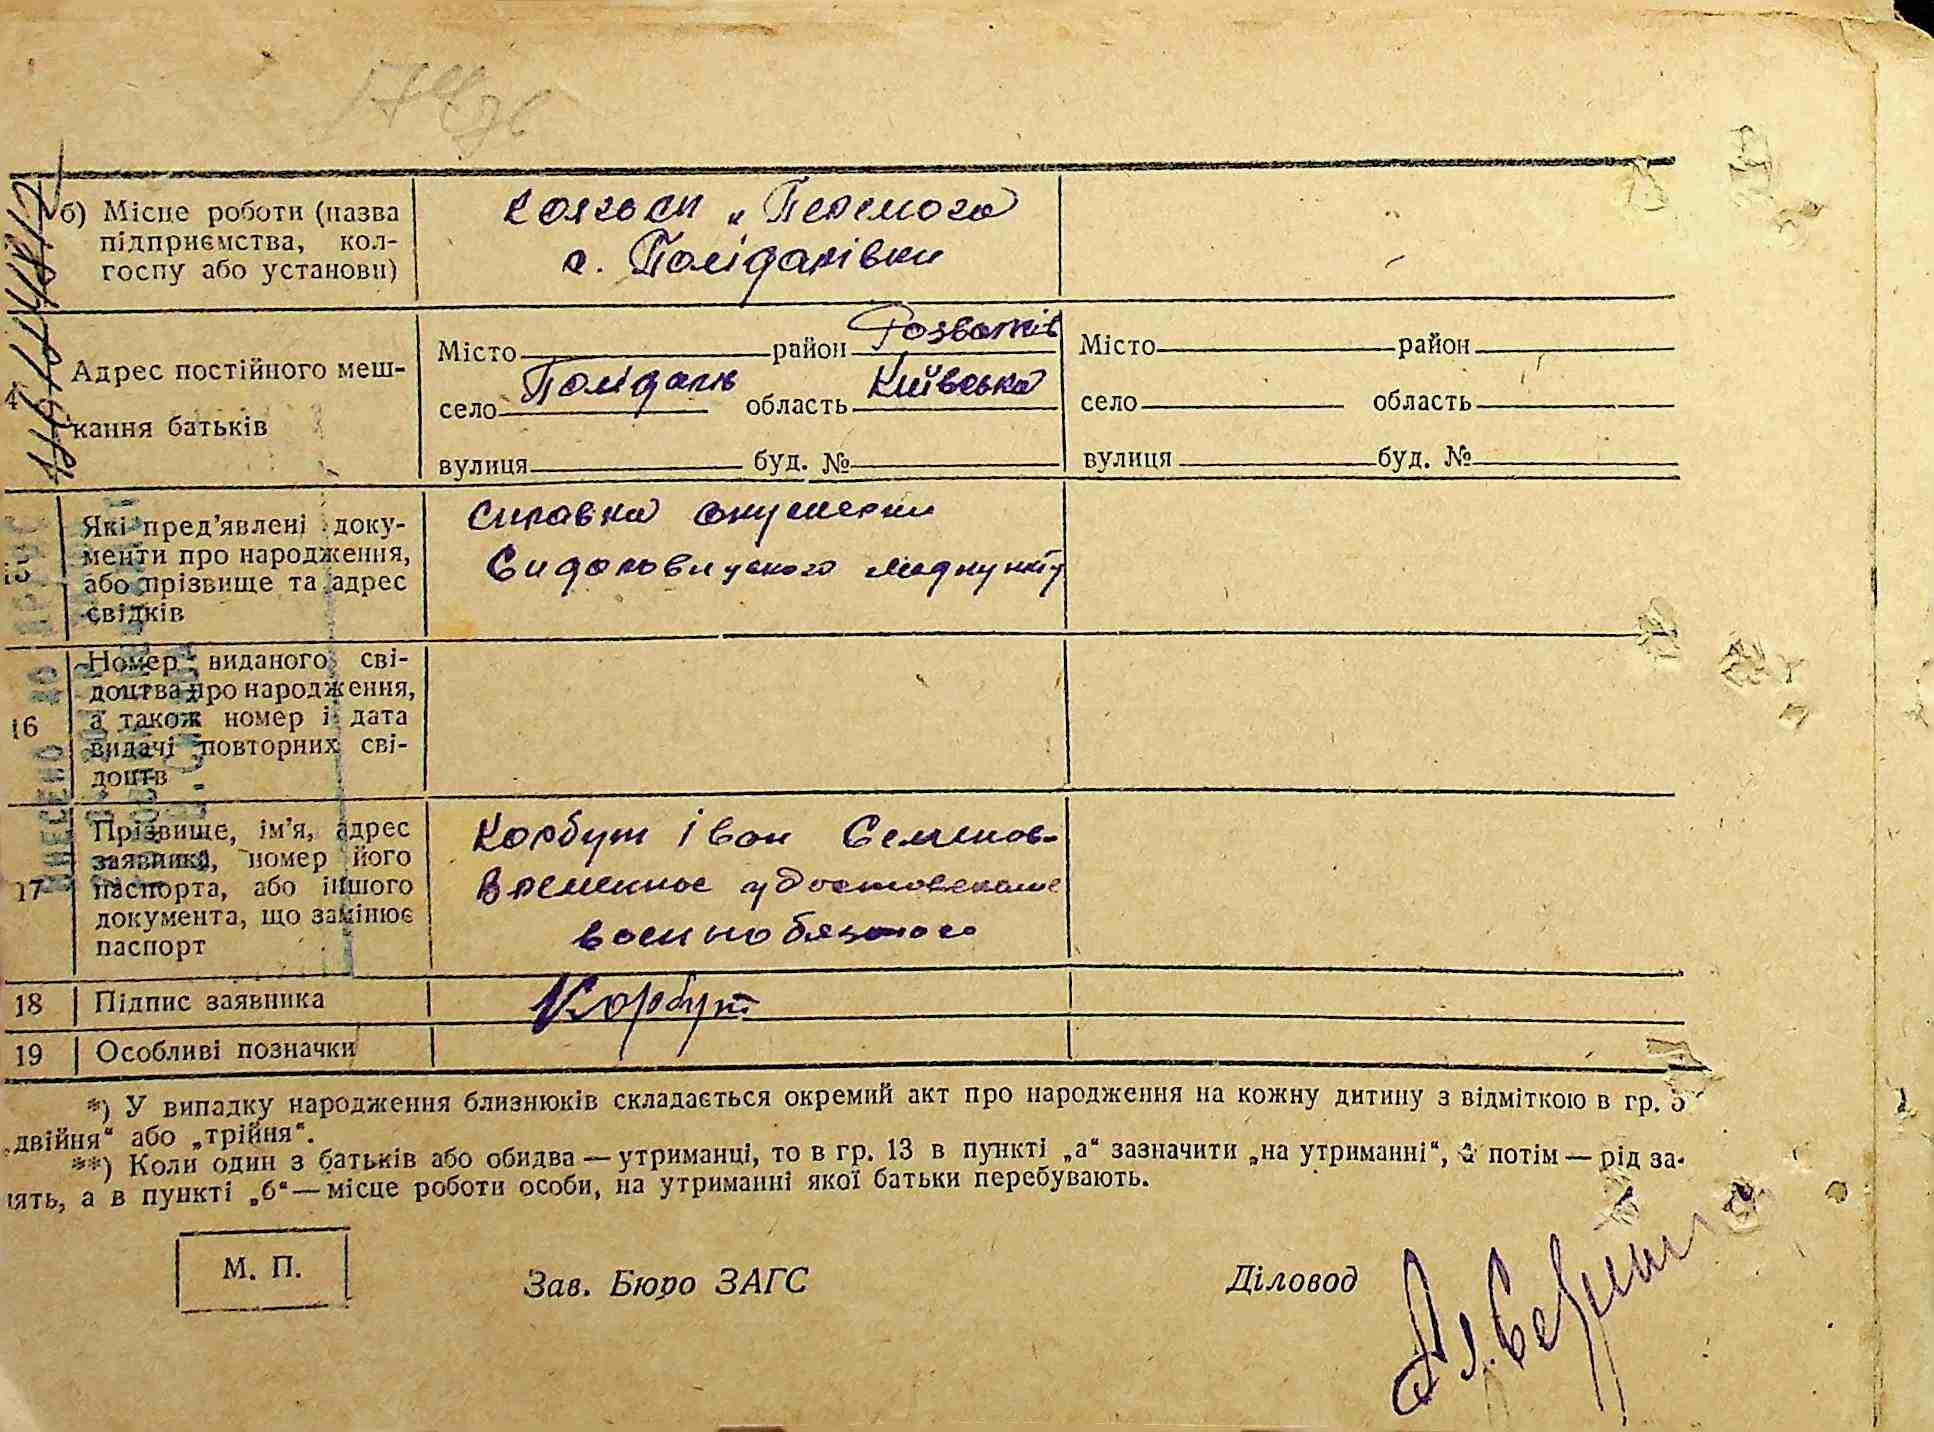 б) Місце роботи (назва
підприємства, кол-
госпу або установи)
Колгосп „Перемога
с. Полідарівки
Адрес постійного меш-
кання батьків
Місто район Розважів
село Полідарів область Київська
вулиця буд. №
Місто район
село область
вулиця буд. №
Які пред'явлені доку-
менти про народження,
або прізвище та адрес
свідків
Справка акушерки
медпункту
16
Номер виданого сві-
доцтва про народження,
а також номер і дата
видачі повторних сві-
доцтв
17
Прізвище, ім'я, адрес
заявника, номер його
паспорта, або іншого
документа, що замінює
паспорт
Корбут Іван Семенов-
Временное удостоверение
военнобязаного
18 Підпис заявника
Корбут
19 Особливі позначки
*) У випадку народження близнюків складається окремий акт про народження на кожну дитину з відміткою в гр. 5
„двійня“ або „трійня“.
**) Коли один з батьків або обидва — утриманці, то в гр. 13 в пункті „а“ зазначити „на утриманні“, а потім — рід за-
нять, а в пункті „б“ — місце роботи особи, на утриманні якої батьки перебувають.
М. П.
Зав. Бюро ЗАГС
Діловод